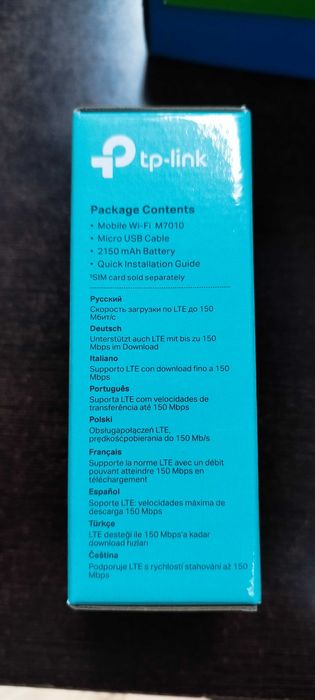 tp-link
Package Contents
• Mobile Wi-Fi M7010
• Micro USB Cable
• 2150 mAh Battery
• Quick Installation Guide
*SIM card sold separately
Русский
Скорость загрузки по LTE до 150
Мбит/с
Deutsch
Unterstützt auch LTE mit bis zu 150
Mbps im Download
Italiano
Supporto LTE con download fino a 150
Mbps
Português
Suporta LTE com velocidades de
transferência até 150 Mbps
Polski
Obsługapołączeń LTE,
prędkośćpobierania do 150 Mb/s
Français
Supporte la norme LTE avec un débit
pouvant atteindre 150 Mbps en
téléchargement
Español
Soporte LTE: velocidades máxima de
descarga 150 Mbps
Türkçe
LTE desteği ile 150 Mbps'a kadar
download hızları
Čeština
Podporuje LTE s rychlostí stahování až 150
Mbps